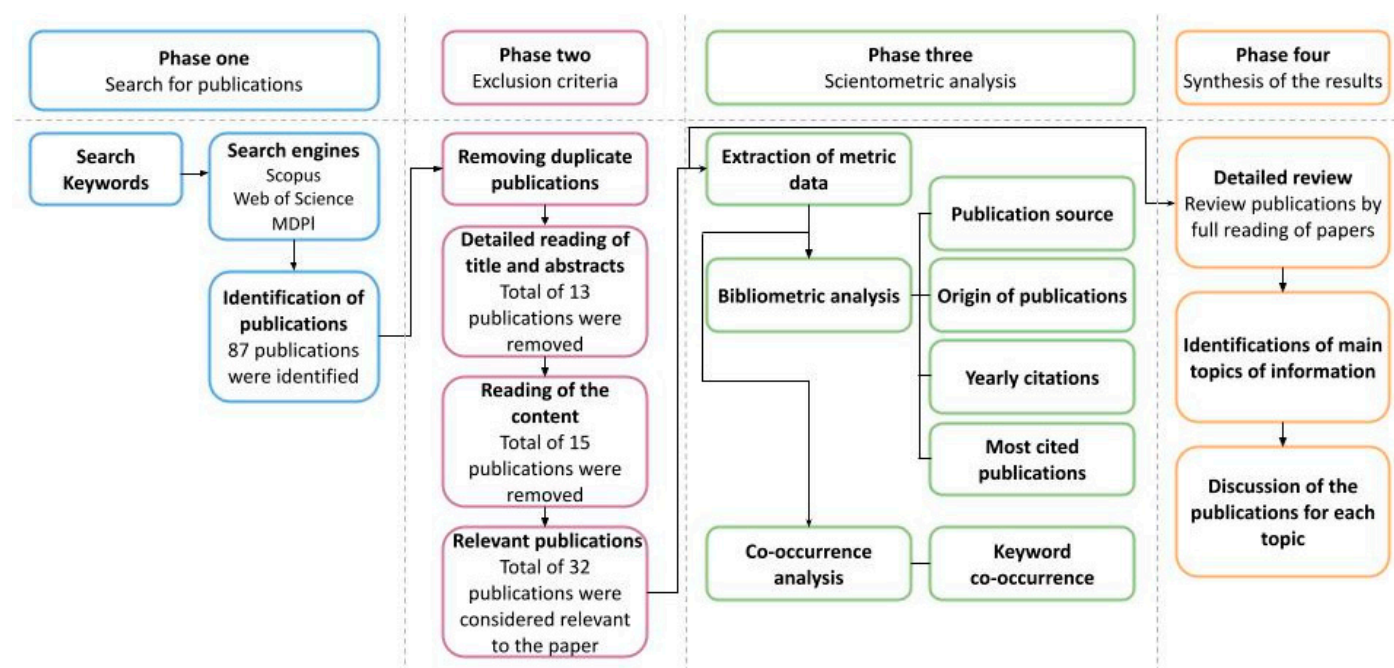 Phase one
Search for publications
Phase two
Exclusion criteria
Phase three
Scientometric analysis
Phase four
Synthesis of the results
Search
Keywords
Search engines
Scopus
Web of Science
MDPl
Identification of
publications
87 publications
were identified
Removing duplicate
publications
Detailed reading of
title and abstracts
Total of 13
publications were
removed
Reading of the
content
Total of 15
publications were
removed
Relevant publications
Total of 32
publications were
considered relevant
to the paper
Extraction of metric
data
Bibliometric analysis
Publication source
Origin of publications
Yearly citations
Most cited
publications
Co-occurrence
analysis
Keyword
co-occurrence
Detailed review
Review publications by
full reading of papers
Identifications of main
topics of information
Discussion of the
publications for each
topic